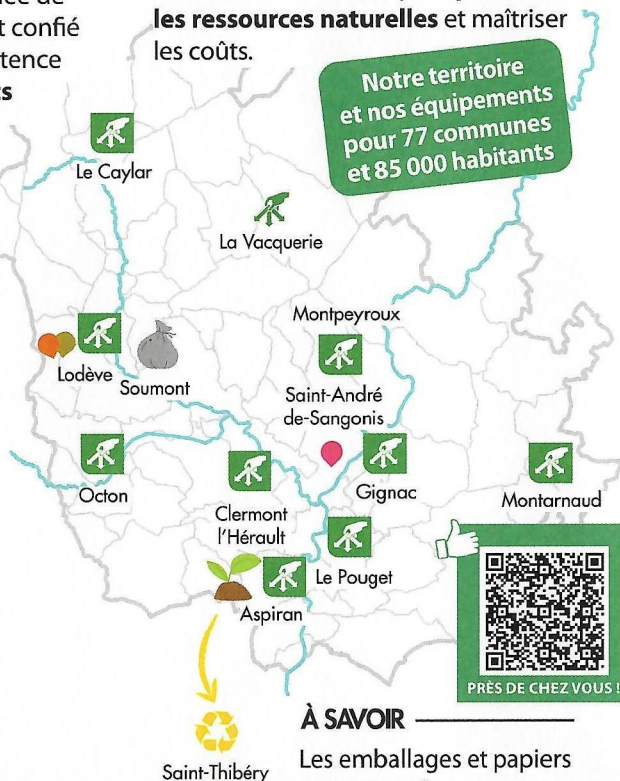 t confié
tence
les ressources naturelles et maîtriser
les coûts.
Notre territoire
et nos équipements
pour 77 communes
et 85 000 habitants
Le Caylar
La Vacquerie
Montpeyroux
Lodève
Soumont
Saint-André
de-Sangonis
Octon
Clermont
l'Hérault
Gignac
Montarnaud
Le Pouget
Aspiran
PRÈS DE CHEZ VOUS !
Saint-Thibéry
À SAVOIR
Les emballages et papiers